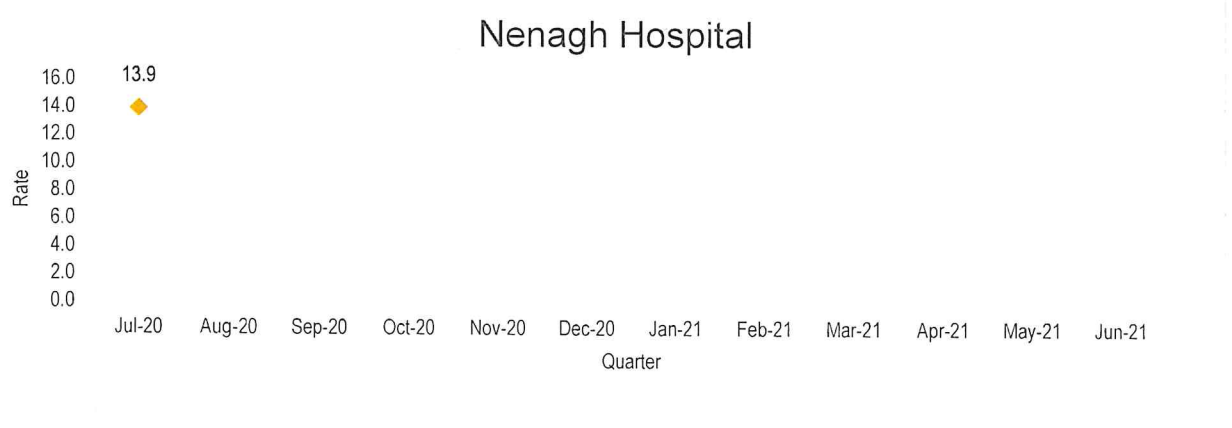 Nenagh Hospital
16.0
13.9
14.0
12.0
10.0
8.0
6.0
4.0
2.0
0.0
Rate
Jul-20 Aug-20 Sep-20 Oct-20 Nov-20 Dec-20 Jan-21 Feb-21 Mar-21 Apr-21 May-21 Jun-21
Quarter